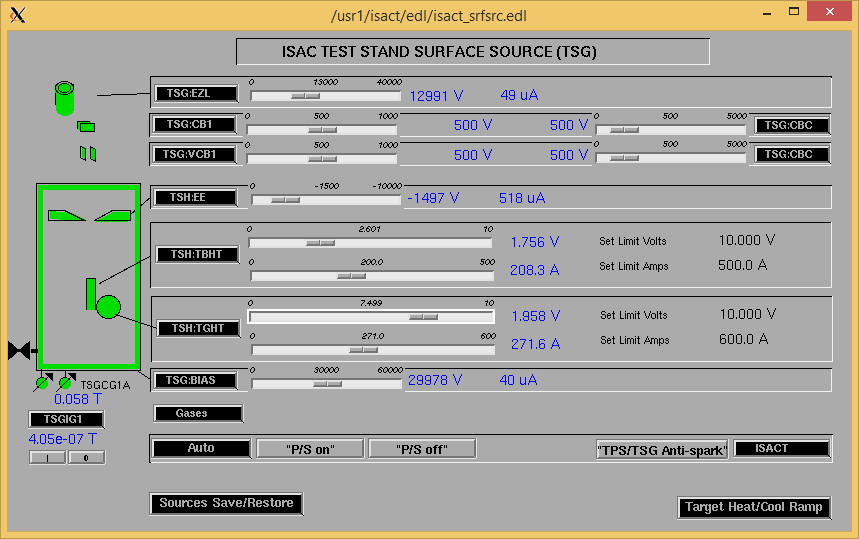 /usr1/isact/edl/isact_srfsrc.edl
ISAC TEST STAND SURFACE SOURCE (TSG)
0 13000 40000
TSG:EZL 12991 V 49 uA
0 500 1000 0 500 5000
TSG:CB1 500 V 500 V TSG:CBC
0 500 1000 0 500 5000
TSG:VCB1 500 V 500 V TSG:CBC
0 -1500 -10000
TSH:EE -1497 V 518 uA
0 2.601 10
1.756 V Set Limit Volts 10.000 V
TSH:TBHT
0 200.0 500
208.3 A Set Limit Amps 500.0 A
0 7.499 10
1.958 V Set Limit Volts 10.000 V
TSH:TGHT
0 271.0 600
271.6 A Set Limit Amps 600.0 A
0 30000 60000
TSG:BIAS 29978 V 40 uA
TSGCG1A
0.058 T
TSGIG1
4.05e-07 T
I 0
Gases
Auto "P/S on" "P/S off" "TPS/TSG Anti-spark" ISACT
Sources Save/Restore Target Heat/Cool Ramp